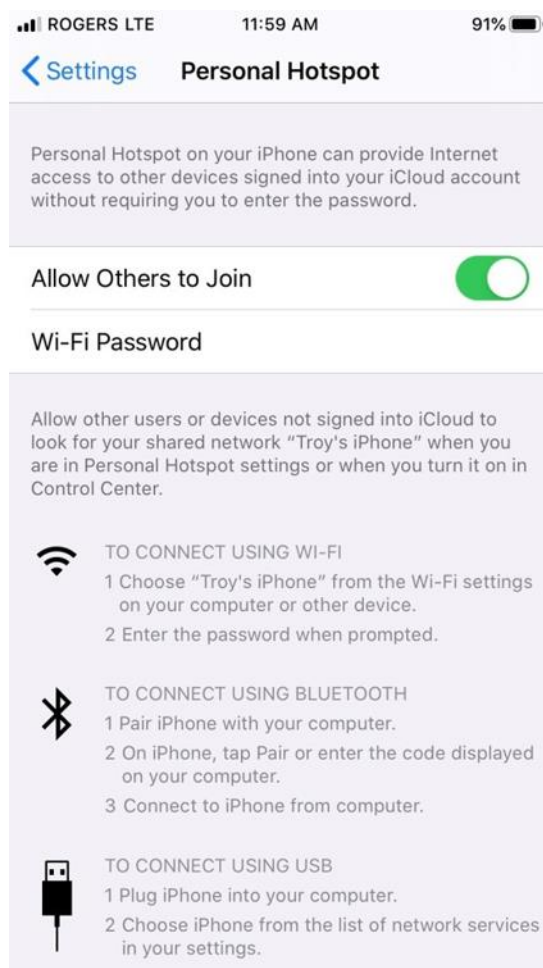 ROGERS LTE 11:59 AM 91%
Settings Personal Hotspot
Personal Hotspot on your iPhone can provide Internet
access to other devices signed into your iCloud account
without requiring you to enter the password.
Allow Others to Join
Wi-Fi Password
Allow other users or devices not signed into iCloud to
look for your shared network “Troy's iPhone” when you
are in Personal Hotspot settings or when you turn it on in
Control Center.
TO CONNECT USING WI-FI
1 Choose “Troy's iPhone” from the Wi-Fi settings
on your computer or other device.
2 Enter the password when prompted.
TO CONNECT USING BLUETOOTH
1 Pair iPhone with your computer.
2 On iPhone, tap Pair or enter the code displayed
on your computer.
3 Connect to iPhone from computer.
TO CONNECT USING USB
1 Plug iPhone into your computer.
2 Choose iPhone from the list of network services
in your settings.